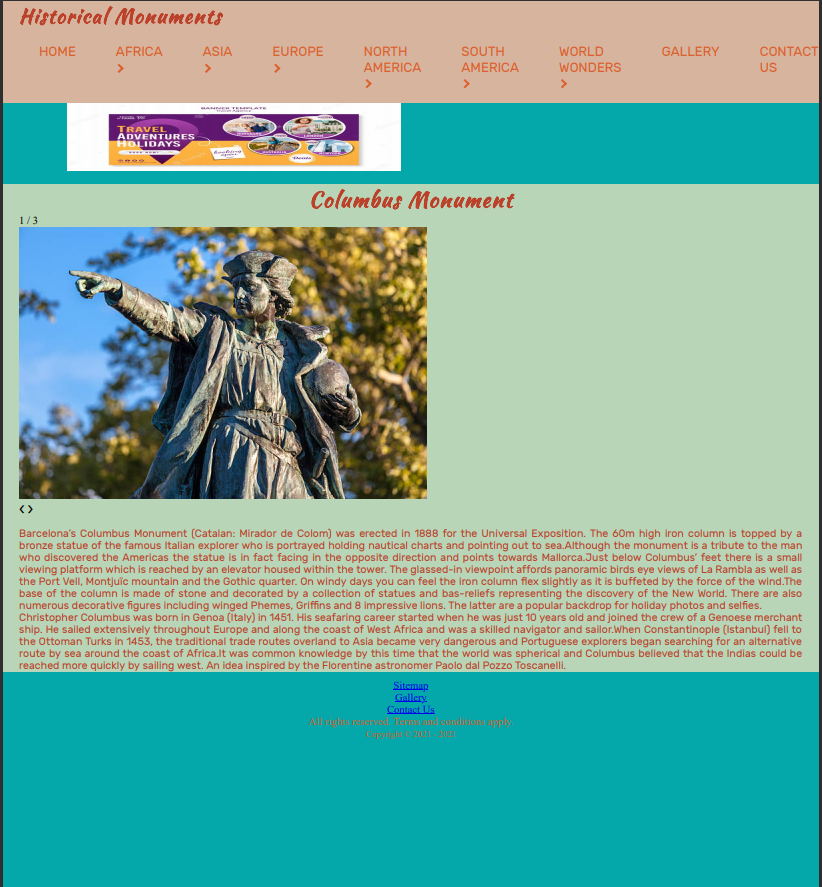 Historical Monuments
HOME AFRICA ASIA EUROPE NORTH AMERICA SOUTH AMERICA WORLD WONDERS GALLERY CONTACT US
BANNER TEMPLATE
Travel Agency
TRAVEL
ADVENTURES
HOLIDAYS
booking open
Deals
Columbus Monument
1 / 3
Barcelona's Columbus Monument (Catalan: Mirador de Colom) was erected in 1888 for the Universal Exposition. The 60m high iron column is topped by a
bronze statue of the famous Italian explorer who is portrayed holding nautical charts and pointing out to sea.Although the monument is a tribute to the man
who discovered the Americas the statue is in fact facing in the opposite direction and points towards Mallorca.Just below Columbus' feet there is a small
viewing platform which is reached by an elevator housed within the tower. The glassed-in viewpoint affords panoramic birds eye views of La Rambla as well as
the Port Vell, Montjuïc mountain and the Gothic quarter. On windy days you can feel the iron column flex slightly as it is buffeted by the force of the wind.The
base of the column is made of stone and decorated by a collection of statues and bas-reliefs representing the discovery of the New World. There are also
numerous decorative figures including winged Phemes, Griffins and 8 impressive lions. The latter are a popular backdrop for holiday photos and selfies.
Christopher Columbus was born in Genoa (Italy) in 1451. His seafaring career started when he was just 10 years old and joined the crew of a Genoese merchant
ship. He sailed extensively throughout Europe and along the coast of West Africa and was a skilled navigator and sailor.When Constantinople (Istanbul) fell to
the Ottoman Turks in 1453, the traditional trade routes overland to Asia became very dangerous and Portuguese explorers began searching for an alternative
route by sea around the coast of Africa.It was common knowledge by this time that the world was spherical and Columbus believed that the Indias could be
reached more quickly by sailing west. An idea inspired by the Florentine astronomer Paolo dal Pozzo Toscanelli.
Sitemap
Gallery
Contact Us
All rights reserved. Terms and conditions apply.
Copyright © 2021 - 2022